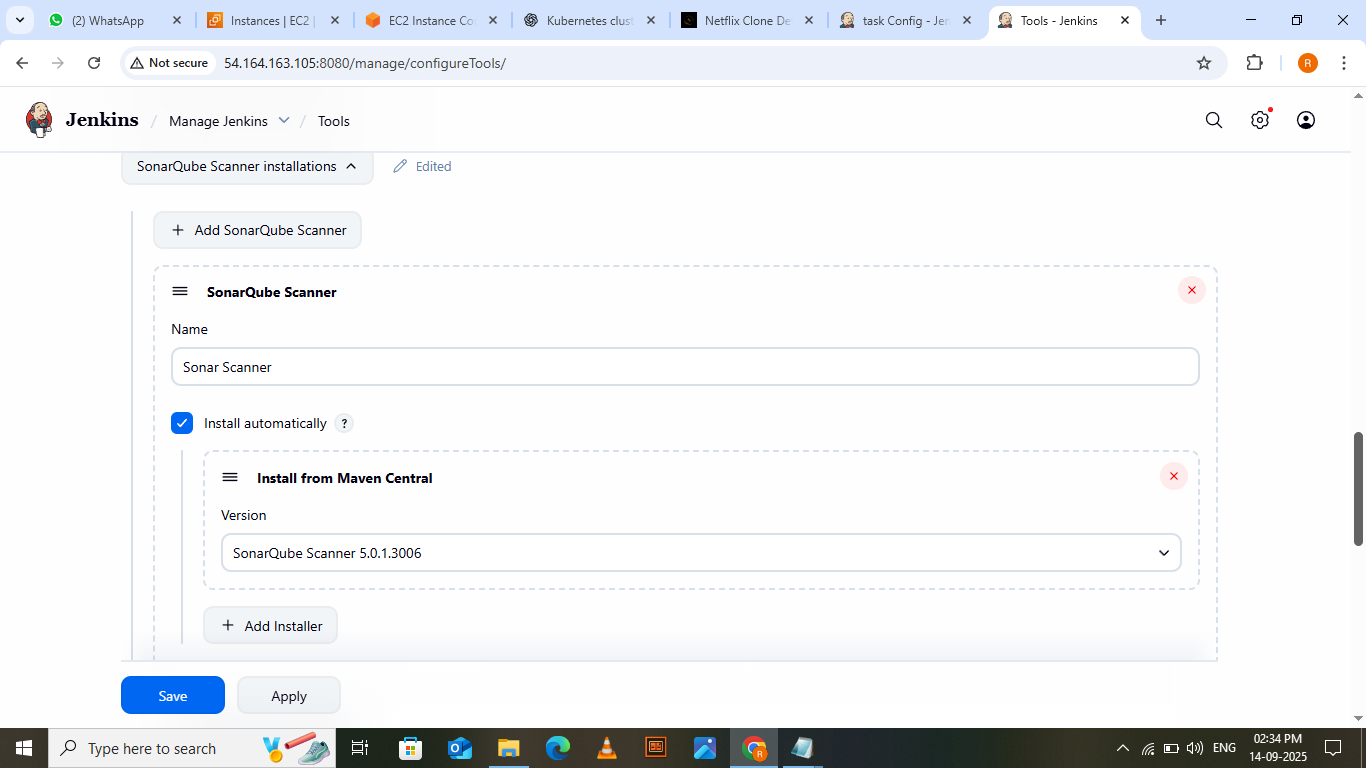 (2) WhatsApp
Instances | EC2 |
EC2 Instance Co
Kubernetes clust
Netflix Clone De
task Config - Jen
Tools - Jenkins
Not secure
54.164.163.105:8080/manage/configureTools/
R
Jenkins / Manage Jenkins / Tools
SonarQube Scanner installations
Edited
+ Add SonarQube Scanner
SonarQube Scanner
Name
Sonar Scanner
Install automatically ?
Install from Maven Central
Version
SonarQube Scanner 5.0.1.3006
+ Add Installer
Save
Apply
Type here to search
R
ENG
02:34 PM
14-09-2025